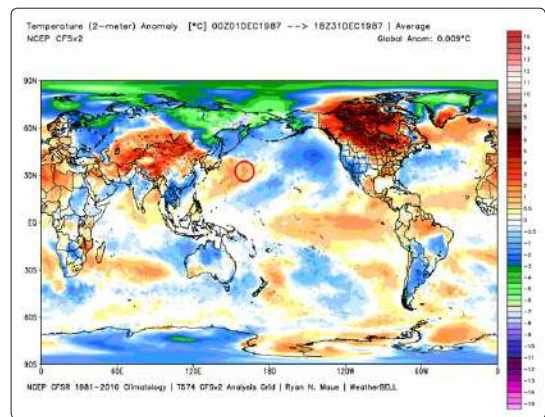 Temperature (2-meter) Anomaly [°C] 00Z01DEC1987 --> 18Z31DEC1987 | Average
NCEP CFSv2
Global Anom: 0.009°C
90N
60N
30N
EQ
30S
60S
90S
0 60E 120E 180 120W 60W 0
NCEP CFSR 1981-2010 Climatology | T574 CFSv2 Analysis Grid | Ryan N. Maue | WeatherBELL